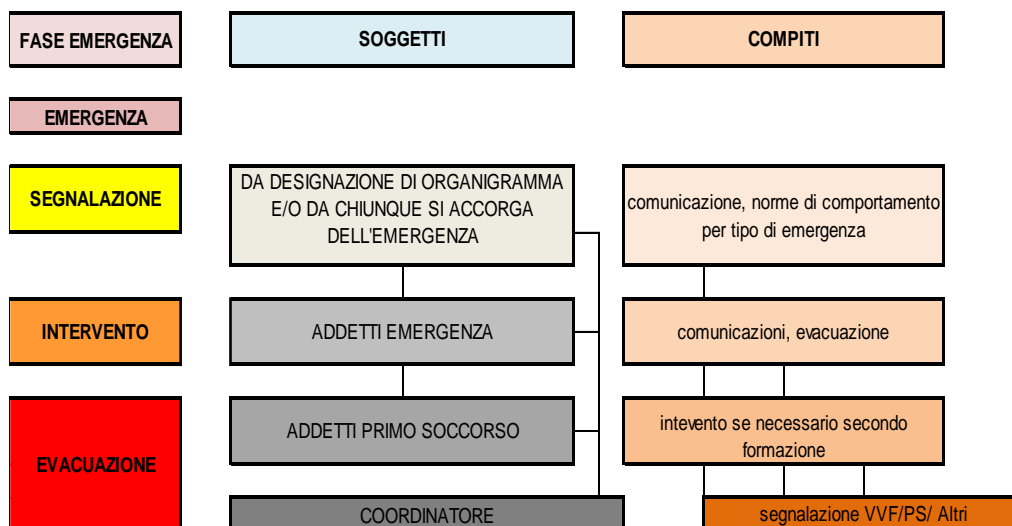 FASE EMERGENZA
SOGGETTI
COMPITI
EMERGENZA
SEGNALAZIONE
DA DESIGNAZIONE DI ORGANIGRAMMA
E/O DA CHIUNQUE SI ACCORGA
DELL'EMERGENZA
comunicazione, norme di comportamento
per tipo di emergenza
INTERVENTO
ADDETTI EMERGENZA
comunicazioni, evacuazione
EVACUAZIONE
ADDETTI PRIMO SOCCORSO
intevento se necessario secondo
formazione
COORDINATORE
segnalazione VVF/PS/ Altri